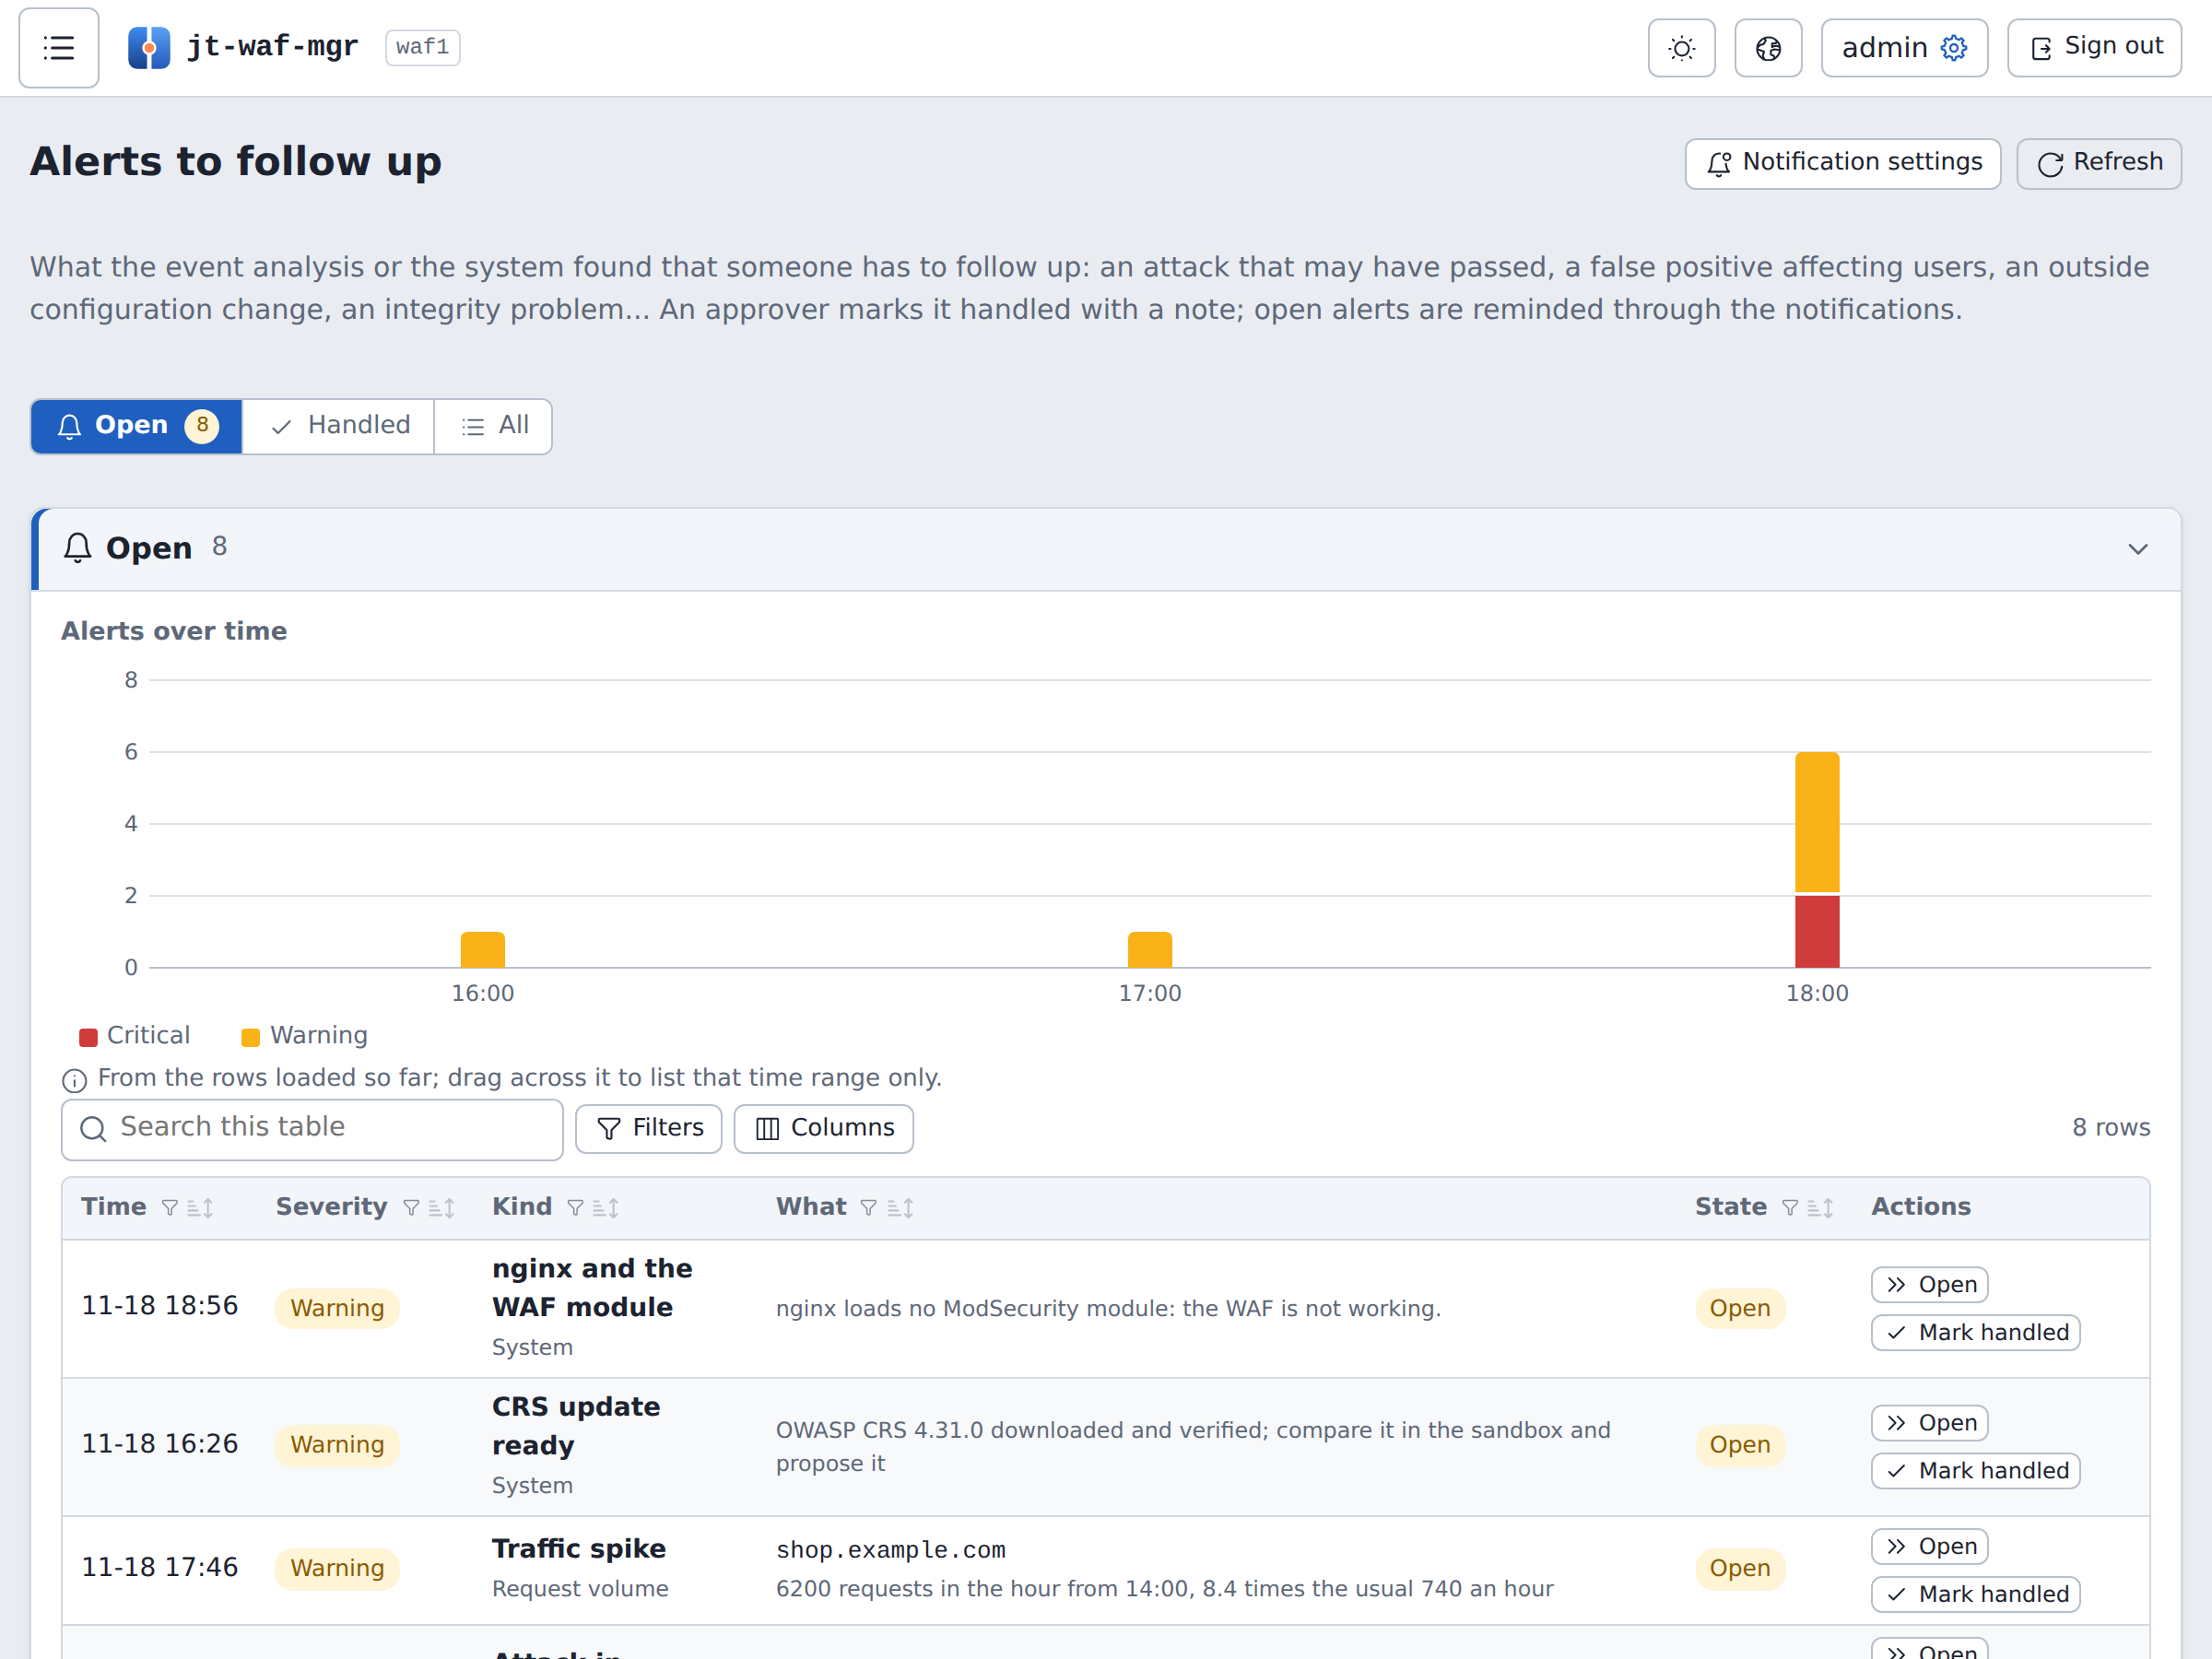 jt-waf-mgr waf1 admin Sign out
Alerts to follow up Notification settings Refresh
What the event analysis or the system found that someone has to follow up: an attack that may have passed, a false positive affecting users, an outside
configuration change, an integrity problem... An approver marks it handled with a note; open alerts are reminded through the notifications.
Open 8 Handled All
Open 8
Alerts over time
8
6
4
2
0
16:00 17:00 18:00
Critical Warning
From the rows loaded so far; drag across it to list that time range only.
Search this table Filters Columns 8 rows
Time Severity Kind What State Actions
11-18 18:56 Warning nginx and the WAF module System nginx loads no ModSecurity module: the WAF is not working. Open Open Mark handled
11-18 16:26 Warning CRS update ready System OWASP CRS 4.31.0 downloaded and verified; compare it in the sandbox and propose it Open Open Mark handled
11-18 17:46 Warning Traffic spike Request volume shop.example.com 6200 requests in the hour from 14:00, 8.4 times the usual 740 an hour Open Open Mark handled
Attack in Open